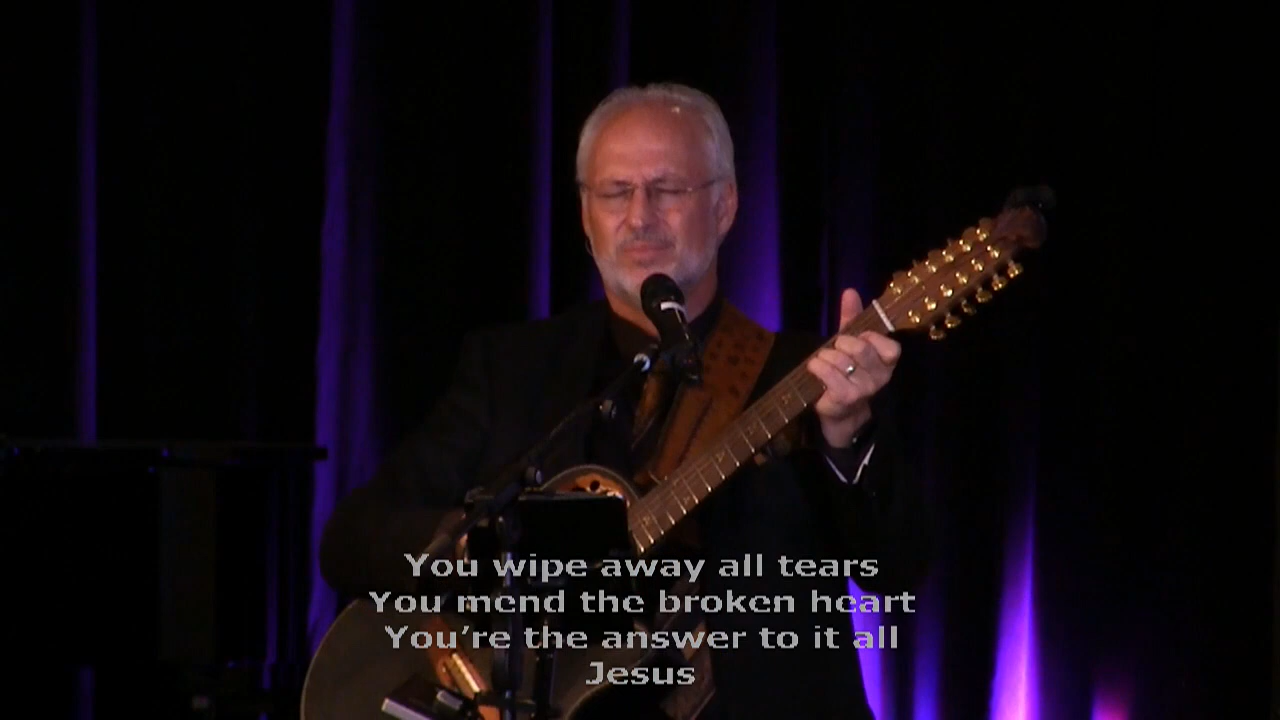 You wipe away all tears
You mend the broken heart
You're the answer to it all
Jesus